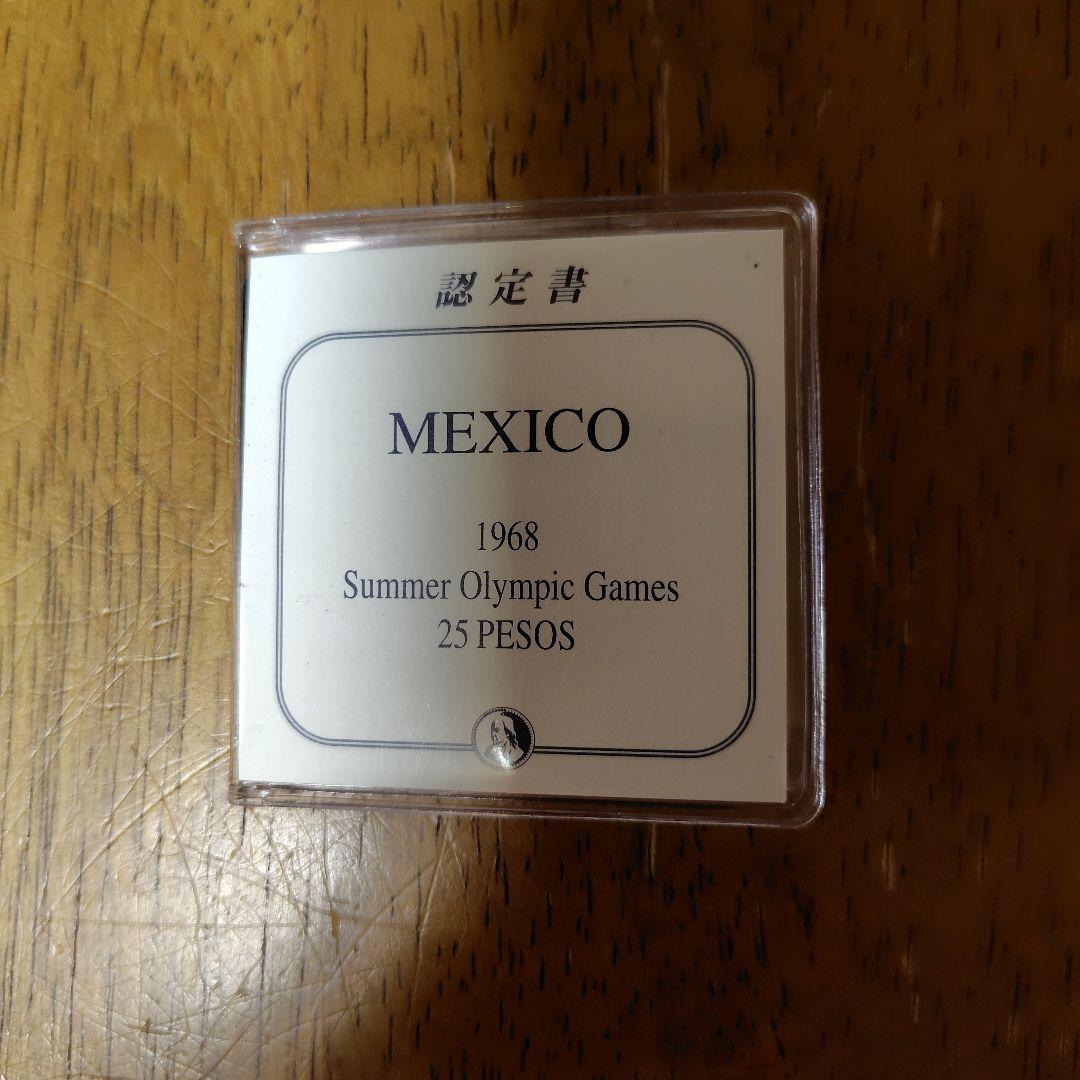 認定書
MEXICO
1968
Summer Olympic Games
25 PESOS